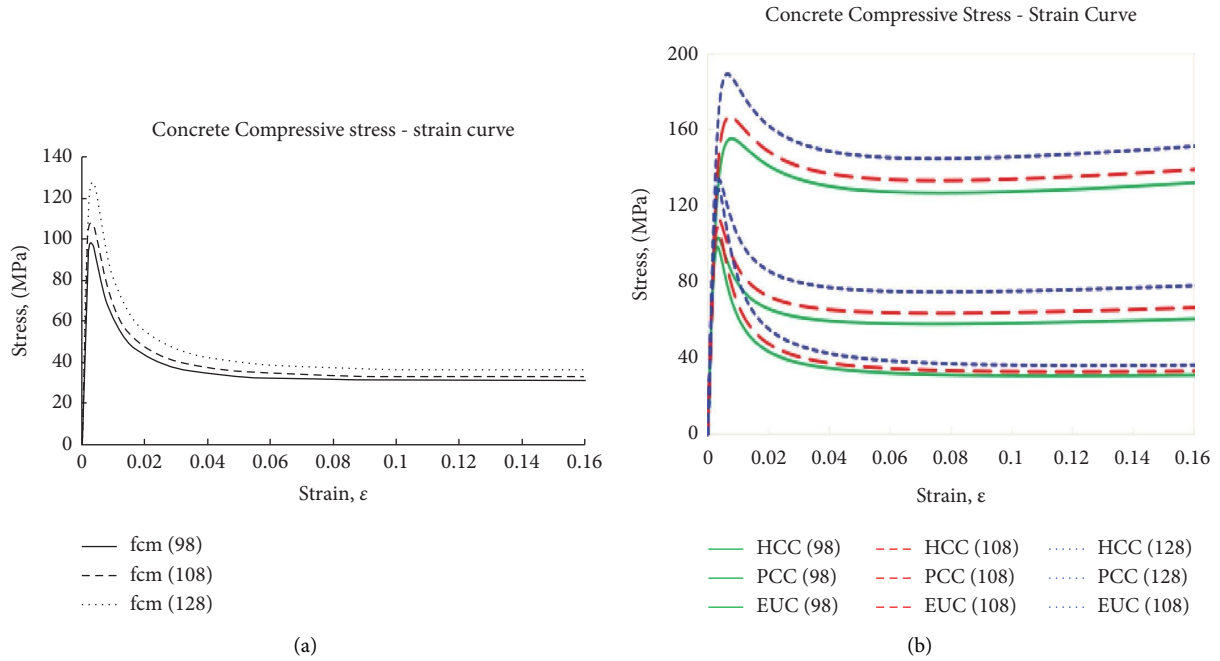 Concrete Compressive stress - strain curve
140
120
100
80
60
40
20
0
Stress, (MPa)
0 0.02 0.04 0.06 0.08 0.1 0.12 0.14 0.16
Strain, ε
fcm (98)
fcm (108)
fcm (128)
(a)
Concrete Compressive Stress - Strain Curve
200
160
120
80
40
0
Stress, (MPa)
0 0.02 0.04 0.06 0.08 0.1 0.12 0.14 0.16
Strain, ε
HCC (98) HCC (108) HCC (128)
PCC (98) PCC (108) PCC (128)
EUC (98) EUC (108) EUC (108)
(b)